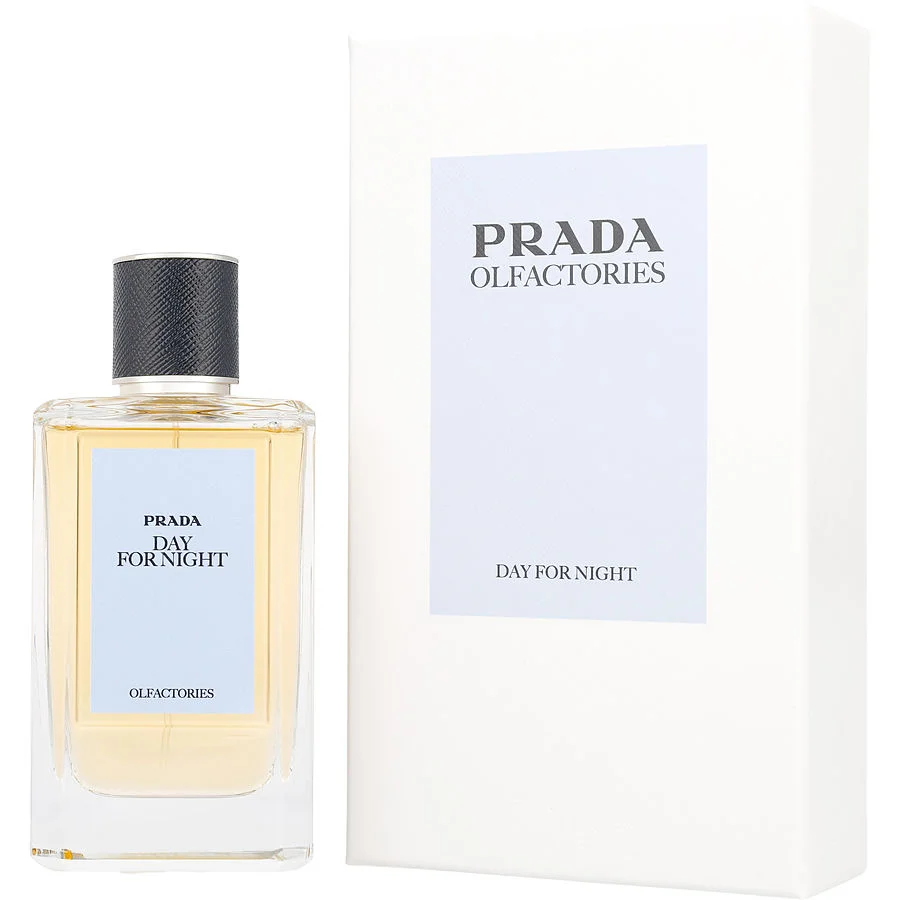 PRADA
DAY
FOR NIGHT
OLFACTORIES
PRADA
OLFACTORIES
DAY FOR NIGHT